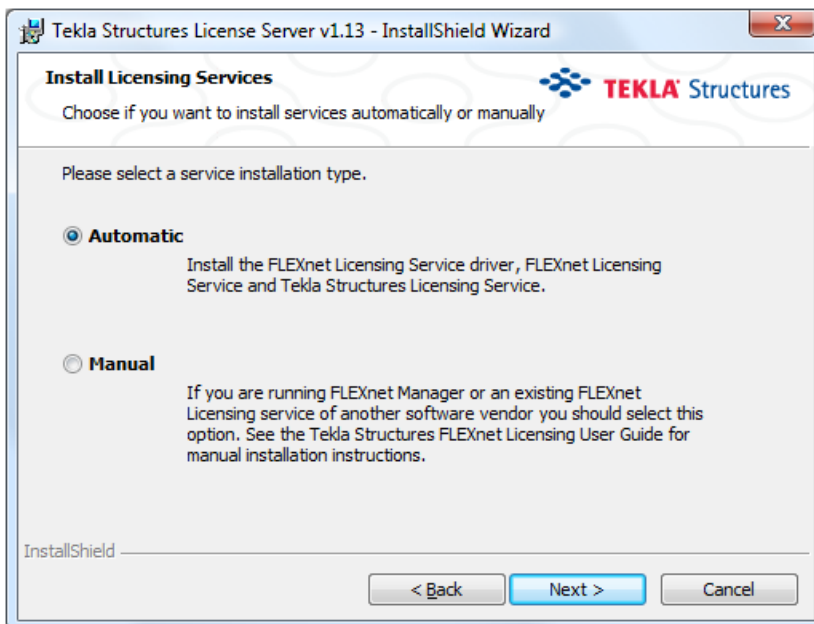 Tekla Structures License Server v1.13 - InstallShield Wizard
Install Licensing Services
Choose if you want to install services automatically or manually
TEKLA Structures
Please select a service installation type.
Automatic
Install the FLEXnet Licensing Service driver, FLEXnet Licensing
Service and Tekla Structures Licensing Service.
Manual
If you are running FLEXnet Manager or an existing FLEXnet
Licensing service of another software vendor you should select this
option. See the Tekla Structures FLEXnet Licensing User Guide for
manual installation instructions.
InstallShield
< Back
Next >
Cancel